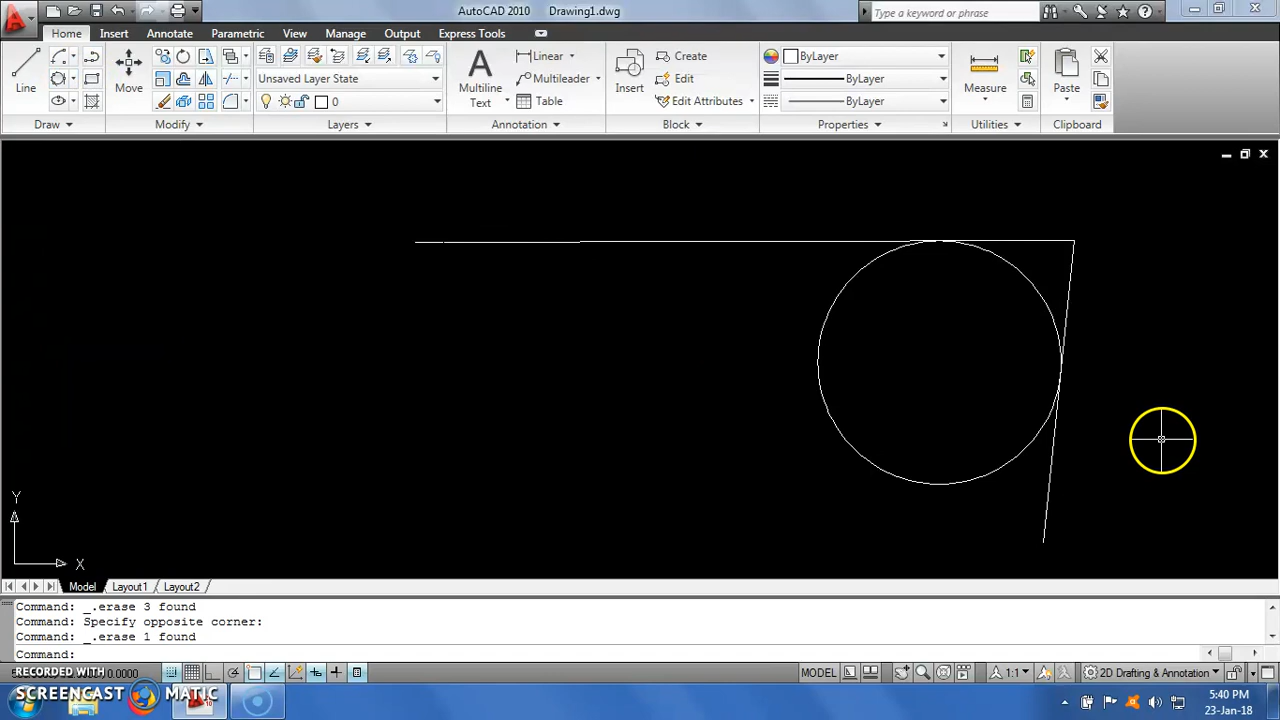 AutoCAD 2010 Drawing1.dwg
Type a keyword or phrase
Home Insert Annotate Parametric View Manage Output Express Tools
Line
Move
Unsaved Layer State
0
Multiline
Text
Linear
Multileader
Table
Insert
Create
Edit
Edit Attributes
ByLayer
ByLayer
ByLayer
Measure
Paste
Draw Modify Layers Annotation Block Properties Utilities Clipboard
Y
X
Model Layout1 Layout2
Command: _.erase 3 found
Command: Specify opposite corner:
Command: _.erase 1 found
Command:
RECORDED WITH
0.0000
MODEL
1:1
2D Drafting & Annotation
SCREENCAST MATIC
5:40 PM
23-Jan-18